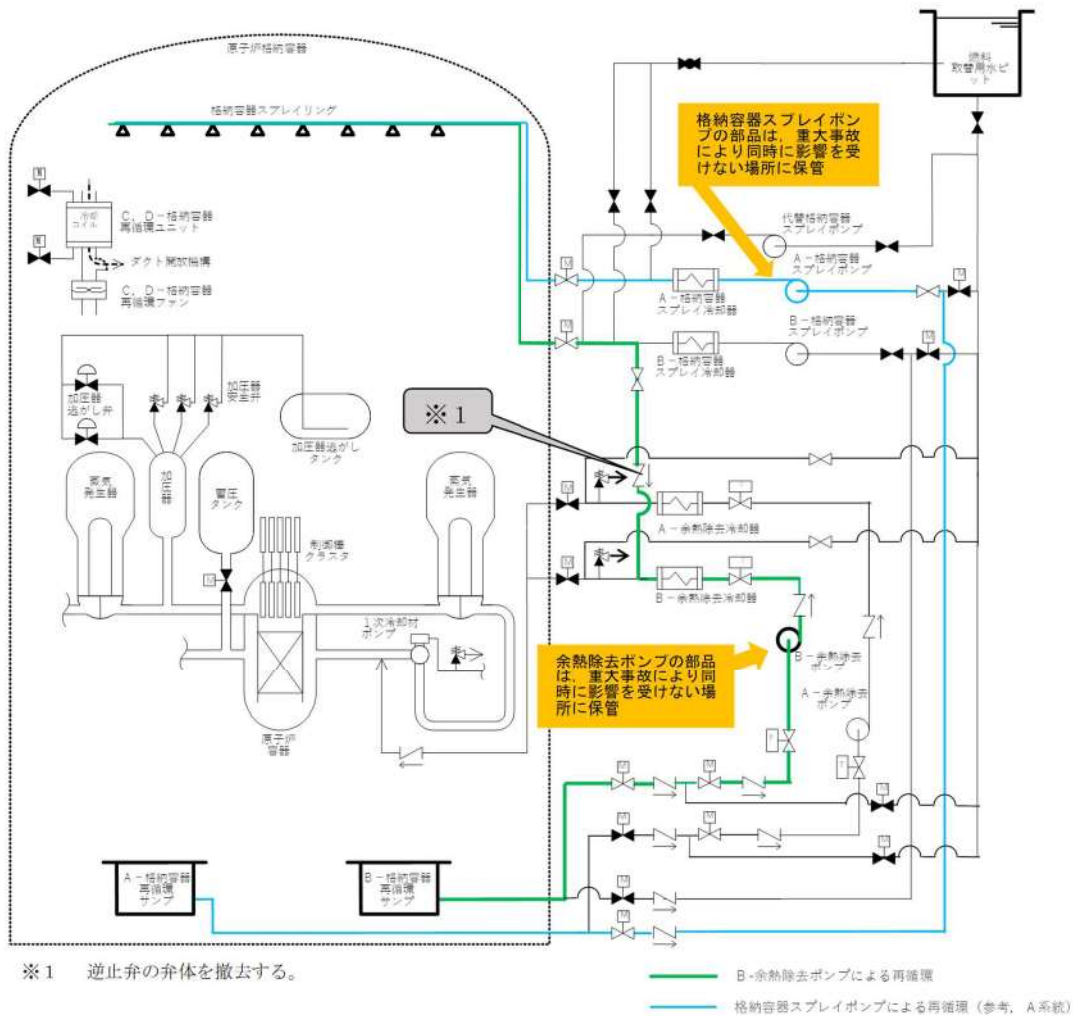 原子炉格納容器
格納容器スプレイリング
燃料
取替用水ピ
ット
格納容器スプレイポン
プの部品は，重大事故
により同時に影響を受
けない場所に保管
M
M
冷却
コイル
C，D－格納容器
再循環ユニット
ダクト開放機構
C，D－格納容器
再循環ファン
代替格納容器
スプレイポンプ
A－格納容器
スプレイポンプ
M
M
A－格納容器
スプレイ冷却器
M
B－格納容器
スプレイポンプ
M
B－格納容器
スプレイ冷却器
加圧器
逃がし弁
加圧器
安全弁
加圧器逃がし
タンク
※1
蒸気
発生器
加圧器
蓄圧
タンク
蒸気
発生器
M
T
A－余熱除去冷却器
制御棒
クラスタ
M
M
T
B－余熱除去冷却器
1次冷却材
ポンプ
余熱除去ポンプの部品
は，重大事故により同
時に影響を受けない場
所に保管
B－余熱除去
ポンプ
A－余熱除去
ポンプ
原子炉
容器
T
T
M
M
M
M
M
M
A－格納容器
再循環
サンプ
B－格納容器
再循環
サンプ
M
M
※1　逆止弁の弁体を撤去する。
B-余熱除去ポンプによる再循環
格納容器スプレイポンプによる再循環（参考，A系統）